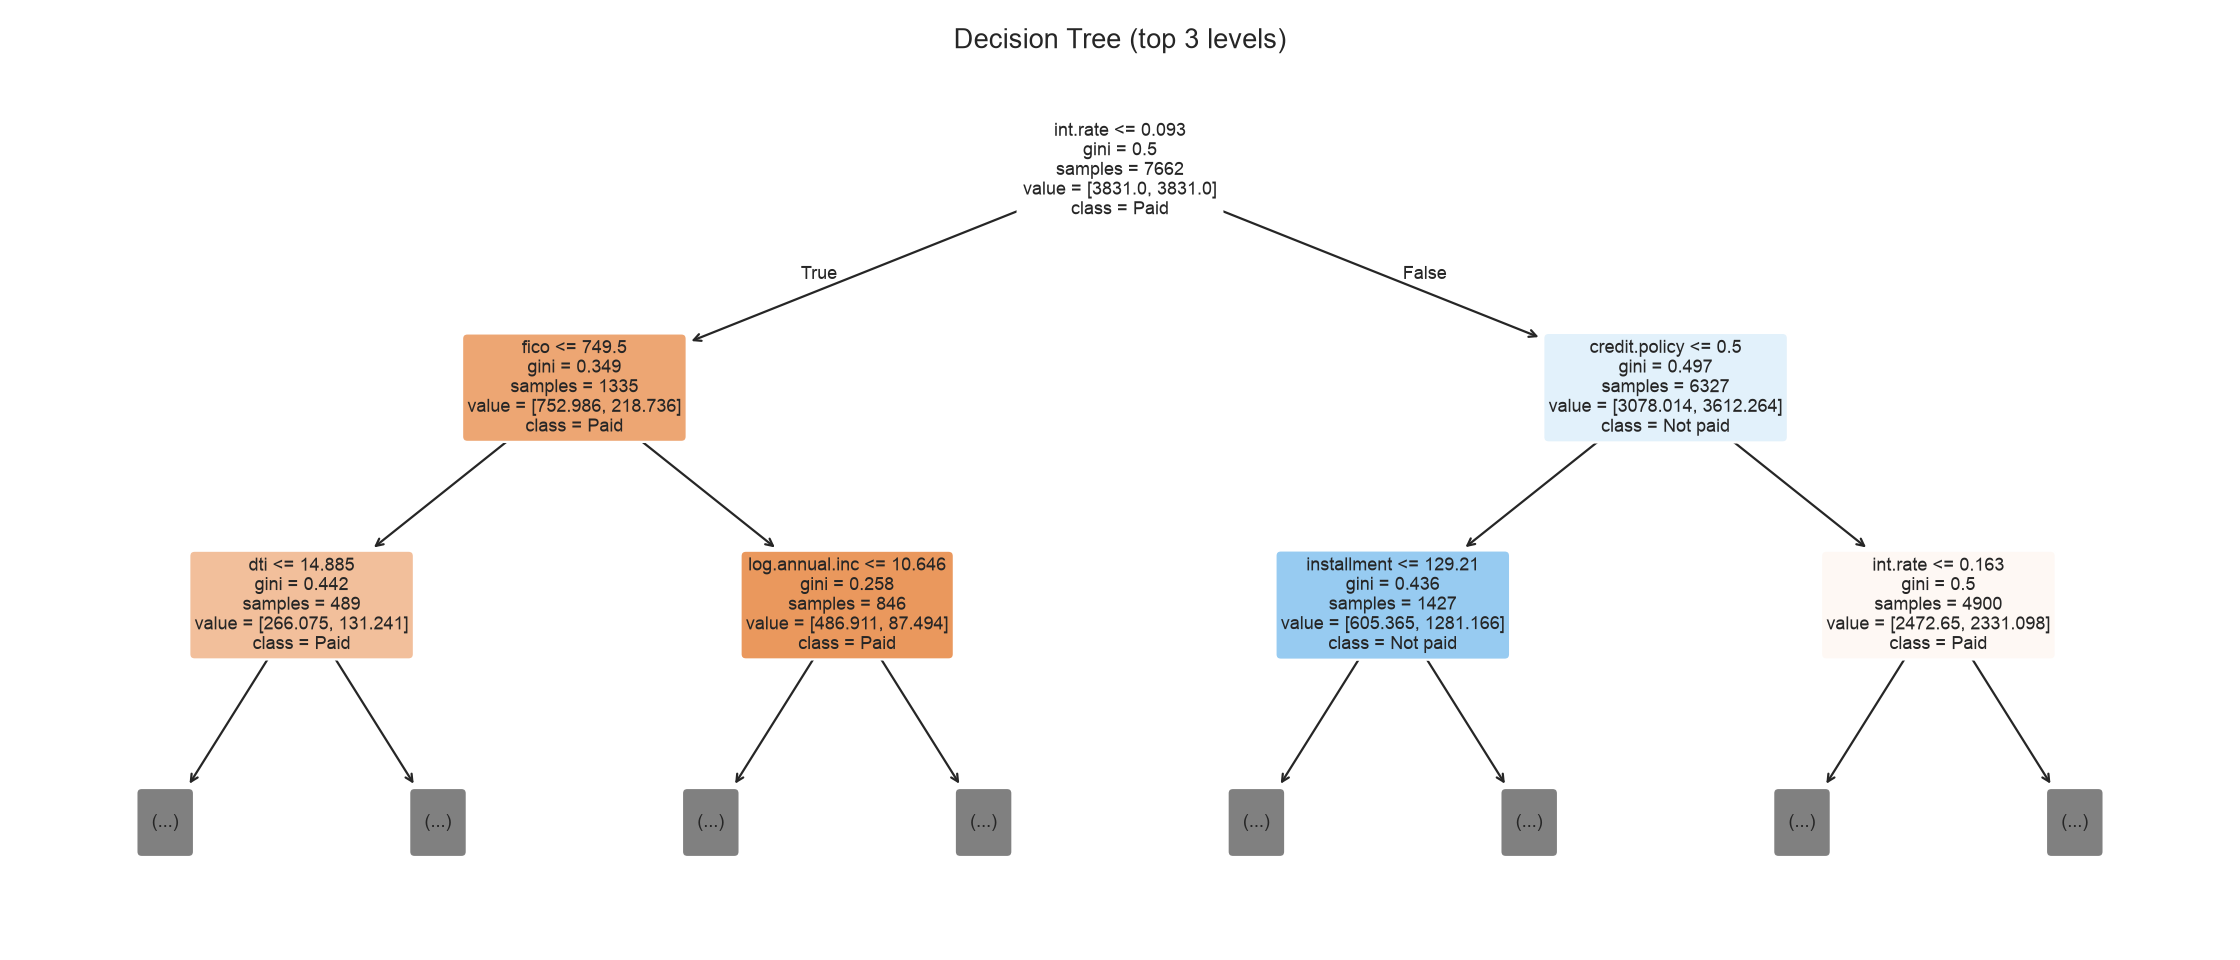 Decision Tree (top 3 levels)
int.rate <= 0.093
gini = 0.5
samples = 7662
value = [3831.0, 3831.0]
class = Paid
True
False
fico <= 749.5
gini = 0.349
samples = 1335
value = [752.986, 218.736]
class = Paid
credit.policy <= 0.5
gini = 0.497
samples = 6327
value = [3078.014, 3612.264]
class = Not paid
dti <= 14.885
gini = 0.442
samples = 489
value = [266.075, 131.241]
class = Paid
log.annual.inc <= 10.646
gini = 0.258
samples = 846
value = [486.911, 87.494]
class = Paid
installment <= 129.21
gini = 0.436
samples = 1427
value = [605.365, 1281.166]
class = Not paid
int.rate <= 0.163
gini = 0.5
samples = 4900
value = [2472.65, 2331.098]
class = Paid
(...)
(...)
(...)
(...)
(...)
(...)
(...)
(...)